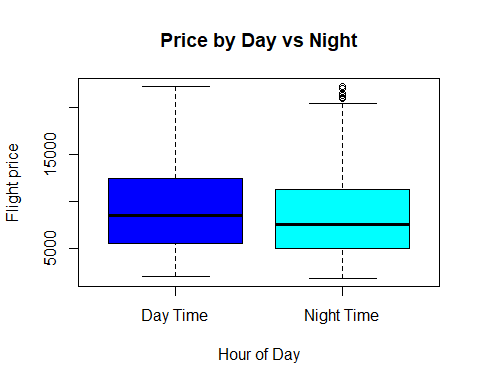 Price by Day vs Night
Flight price
15000
5000
Day Time
Night Time
Hour of Day